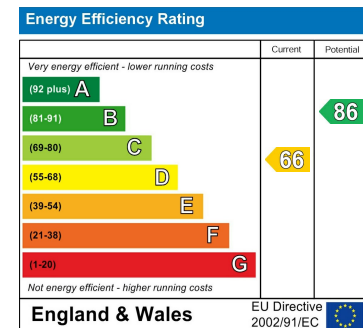 Energy Efficiency Rating
Current Potential
Very energy efficient - lower running costs
(92 plus) A
(81-91) B
(69-80) C
(55-68) D
(39-54) E
(21-38) F
(1-20) G
66
86
Not energy efficient - higher running costs
England & Wales
EU Directive
2002/91/EC